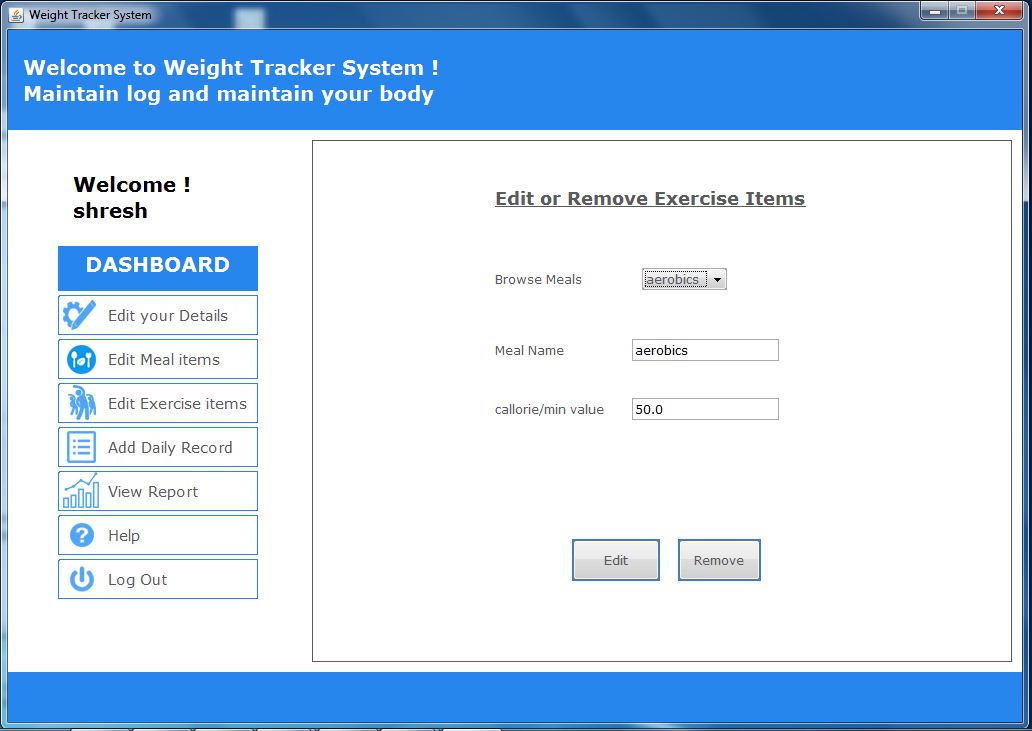 Weight Tracker System
Welcome to Weight Tracker System !
Maintain log and maintain your body
Welcome !
shresh
DASHBOARD
Edit your Details
Edit Meal items
Edit Exercise items
Add Daily Record
View Report
Help
Log Out
Edit or Remove Exercise Items
Browse Meals aerobics
Meal Name aerobics
callorie/min value 50.0
Edit Remove